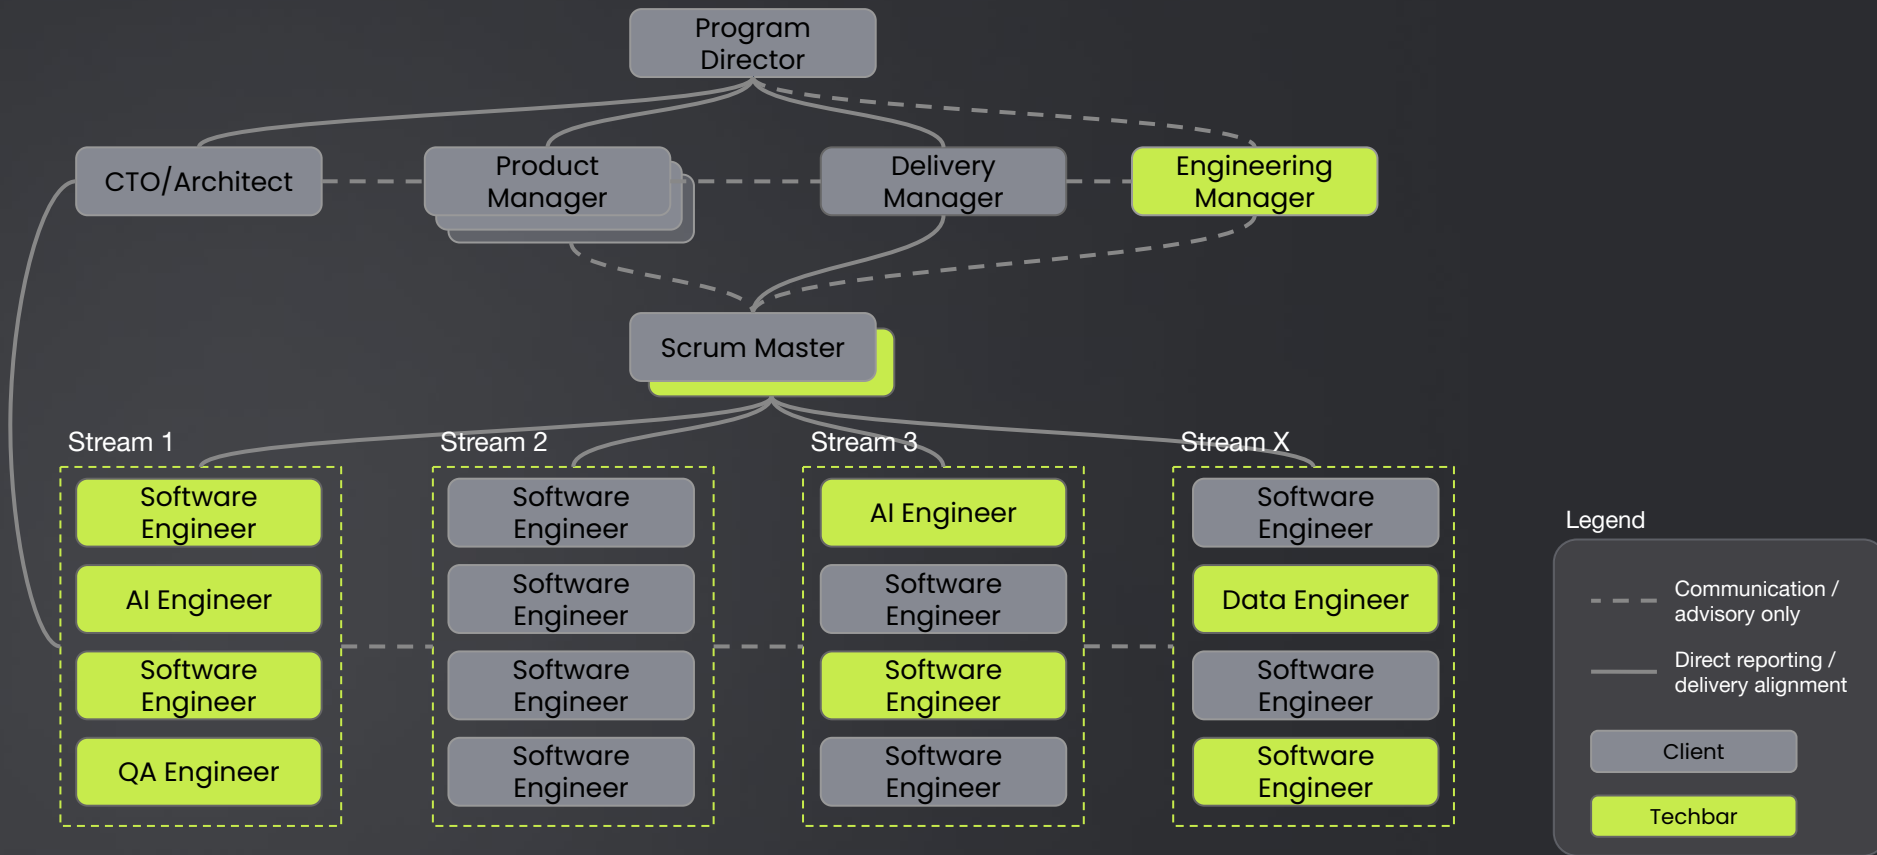 Program
Director
CTO/Architect
Product
Manager
Delivery
Manager
Engineering
Manager
Scrum Master
Stream 1
Stream 2
Stream 3
Stream X
Software
Engineer
AI Engineer
Software
Engineer
QA Engineer
Software
Engineer
Software
Engineer
Software
Engineer
Software
Engineer
AI Engineer
Software
Engineer
Software
Engineer
Software
Engineer
Software
Engineer
Data Engineer
Software
Engineer
Software
Engineer
Legend
Communication /
advisory only
Direct reporting /
delivery alignment
Client
Techbar